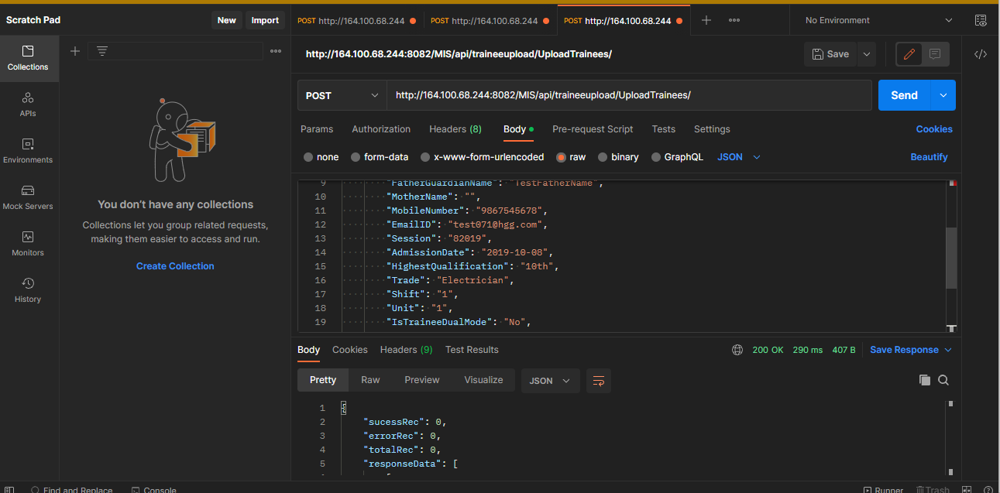 Scratch Pad
New
Import
POST http://164.100.68.244
POST http://164.100.68.244
POST http://164.100.68.244
No Environment
Collections
APIs
Environments
Mock Servers
Monitors
History
You don't have any collections
Collections let you group related requests,
making them easier to access and run.
Create Collection
http://164.100.68.244:8082/MIS/api/traineeupload/UploadTrainees/
Save
POST
http://164.100.68.244:8082/MIS/api/traineeupload/UploadTrainees/
Send
Params Authorization Headers (8) Body Pre-request Script Tests Settings Cookies
none form-data x-www-form-urlencoded raw binary GraphQL JSON Beautify
9 "FatherGuardianName": "TestFatherName",
10 "MotherName": "",
11 "MobileNumber": "9867545678",
12 "EmailID": "test071@hgg.com",
13 "Session": "82019",
14 "AdmissionDate": "2019-10-08",
15 "HighestQualification": "10th",
16 "Trade": "Electrician",
17 "Shift": "1",
18 "Unit": "1",
19 "IsTraineeDualMode": "No",
Body Cookies Headers (9) Test Results 200 OK 290 ms 407 B Save Response
Pretty Raw Preview Visualize JSON
1 {
2 "sucessRec": 0,
3 "errorRec": 0,
4 "totalRec": 0,
5 "responseData": [
Find and Replace Console Runner Trash